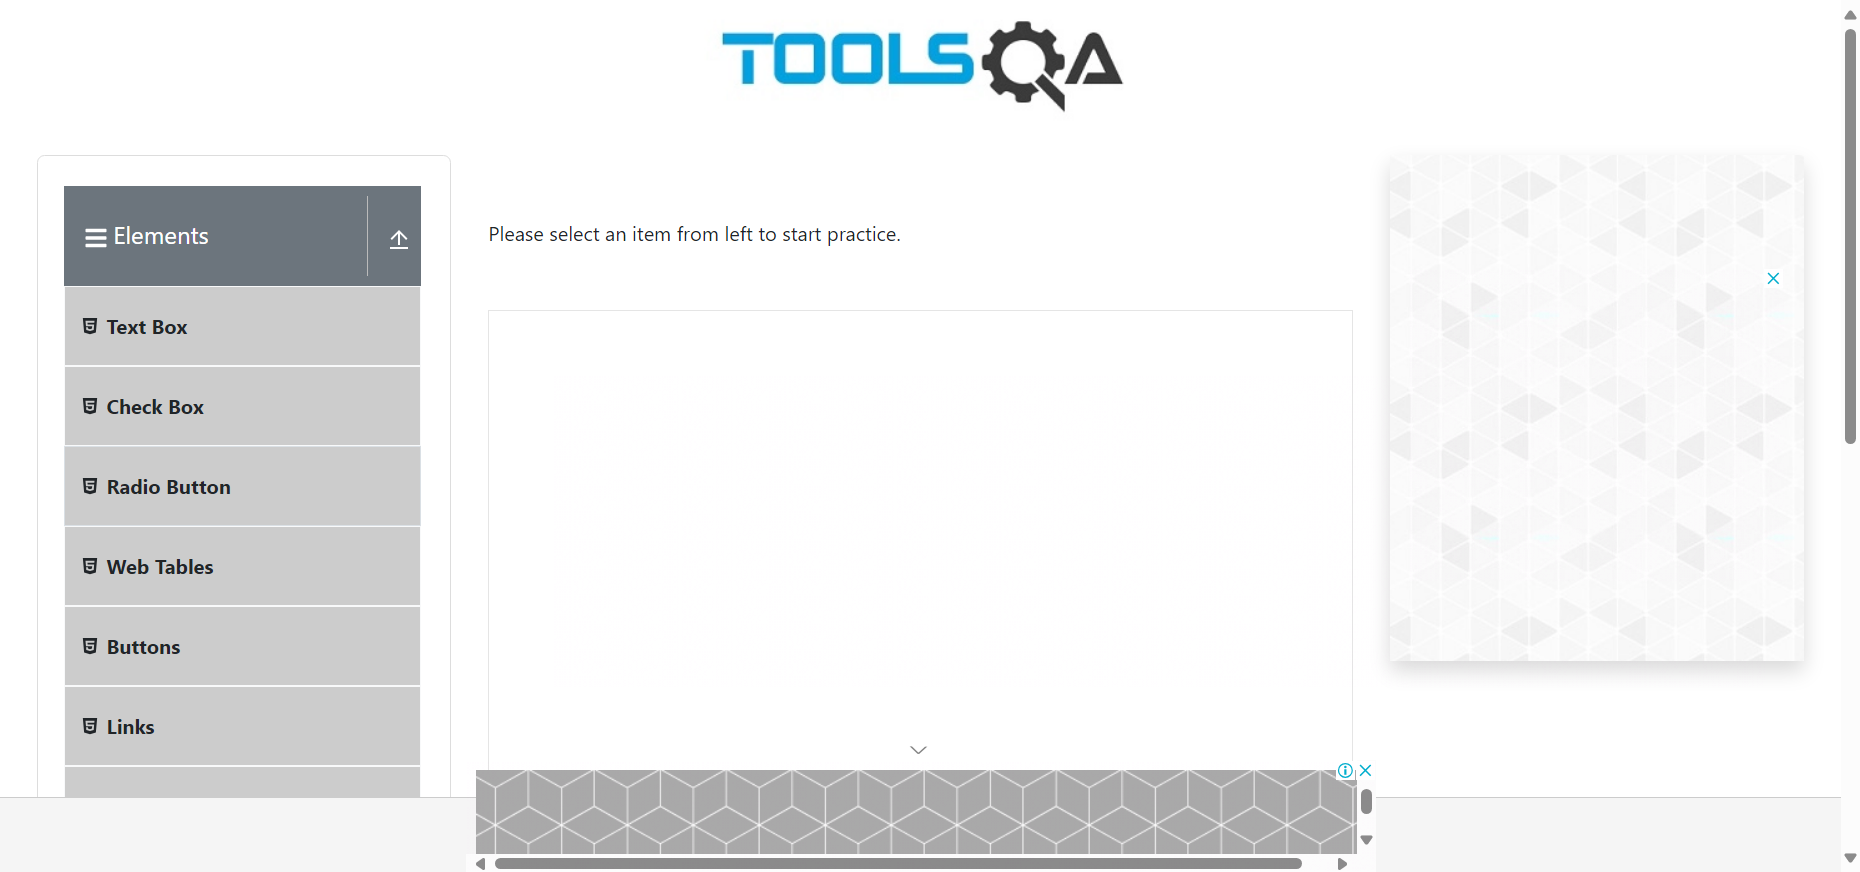 TOOLSQA
Elements
Please select an item from left to start practice.
Text Box
Check Box
Radio Button
Web Tables
Buttons
Links